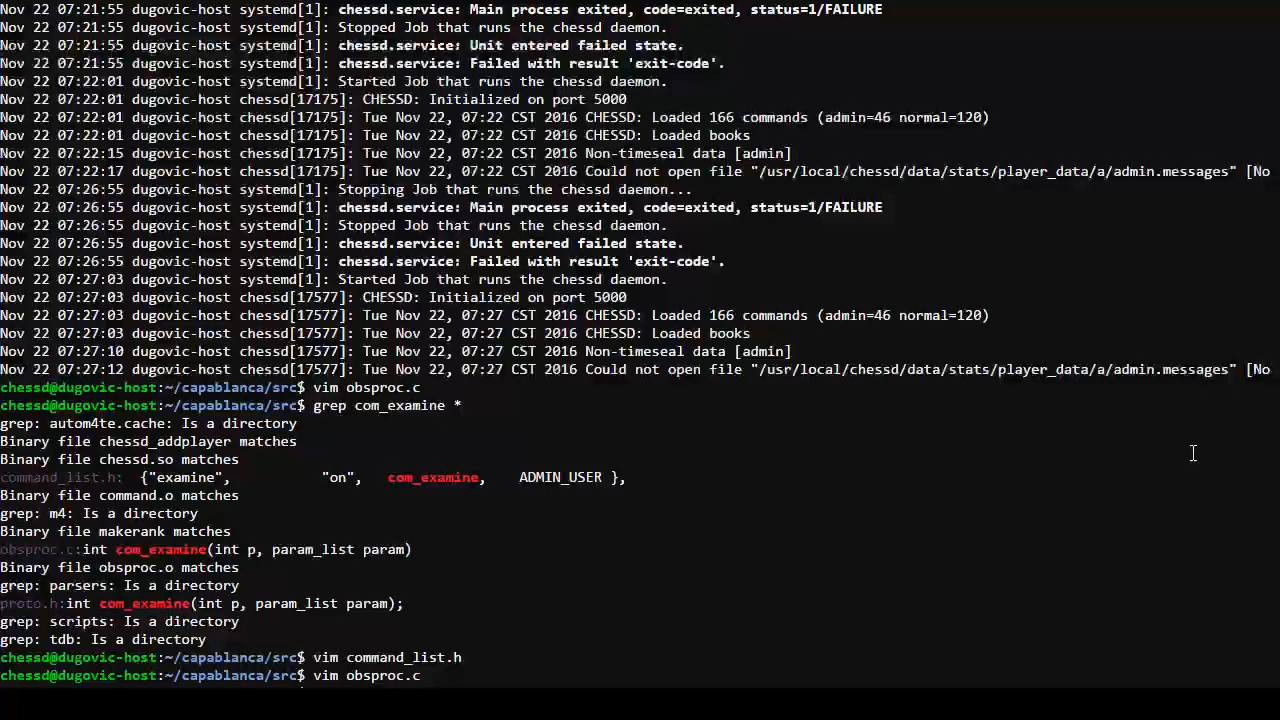 Nov 22 07:21:55 dugovic-host systemd[1]: chessd.service: Main process exited, code=exited, status=1/FAILURE
Nov 22 07:21:55 dugovic-host systemd[1]: Stopped Job that runs the chessd daemon.
Nov 22 07:21:55 dugovic-host systemd[1]: chessd.service: Unit entered failed state.
Nov 22 07:21:55 dugovic-host systemd[1]: chessd.service: Failed with result 'exit-code'.
Nov 22 07:22:01 dugovic-host systemd[1]: Started Job that runs the chessd daemon.
Nov 22 07:22:01 dugovic-host chessd[17175]: CHESSD: Initialized on port 5000
Nov 22 07:22:01 dugovic-host chessd[17175]: Tue Nov 22, 07:22 CST 2016 CHESSD: Loaded 166 commands (admin=46 normal=120)
Nov 22 07:22:01 dugovic-host chessd[17175]: Tue Nov 22, 07:22 CST 2016 CHESSD: Loaded books
Nov 22 07:22:15 dugovic-host chessd[17175]: Tue Nov 22, 07:22 CST 2016 Non-timeseal data [admin]
Nov 22 07:22:17 dugovic-host chessd[17175]: Tue Nov 22, 07:22 CST 2016 Could not open file "/usr/local/chessd/data/stats/player_data/a/admin.messages" [No
Nov 22 07:26:55 dugovic-host systemd[1]: Stopping Job that runs the chessd daemon...
Nov 22 07:26:55 dugovic-host systemd[1]: chessd.service: Main process exited, code=exited, status=1/FAILURE
Nov 22 07:26:55 dugovic-host systemd[1]: Stopped Job that runs the chessd daemon.
Nov 22 07:26:55 dugovic-host systemd[1]: chessd.service: Unit entered failed state.
Nov 22 07:26:55 dugovic-host systemd[1]: chessd.service: Failed with result 'exit-code'.
Nov 22 07:27:03 dugovic-host systemd[1]: Started Job that runs the chessd daemon.
Nov 22 07:27:03 dugovic-host chessd[17577]: CHESSD: Initialized on port 5000
Nov 22 07:27:03 dugovic-host chessd[17577]: Tue Nov 22, 07:27 CST 2016 CHESSD: Loaded 166 commands (admin=46 normal=120)
Nov 22 07:27:03 dugovic-host chessd[17577]: Tue Nov 22, 07:27 CST 2016 CHESSD: Loaded books
Nov 22 07:27:10 dugovic-host chessd[17577]: Tue Nov 22, 07:27 CST 2016 Non-timeseal data [admin]
Nov 22 07:27:12 dugovic-host chessd[17577]: Tue Nov 22, 07:27 CST 2016 Could not open file "/usr/local/chessd/data/stats/player_data/a/admin.messages" [No
chessd@dugovic-host:~/capablanca/src$ vim obsproc.c
chessd@dugovic-host:~/capablanca/src$ grep com_examine *
grep: autom4te.cache: Is a directory
Binary file chessd_addplayer matches
Binary file chessd.so matches
command_list.h:  {"examine",           "on",   com_examine,    ADMIN_USER },
Binary file command.o matches
grep: m4: Is a directory
Binary file makerank matches
obsproc.c:int com_examine(int p, param_list param)
Binary file obsproc.o matches
grep: parsers: Is a directory
proto.h:int com_examine(int p, param_list param);
grep: scripts: Is a directory
grep: tdb: Is a directory
chessd@dugovic-host:~/capablanca/src$ vim command_list.h
chessd@dugovic-host:~/capablanca/src$ vim obsproc.c